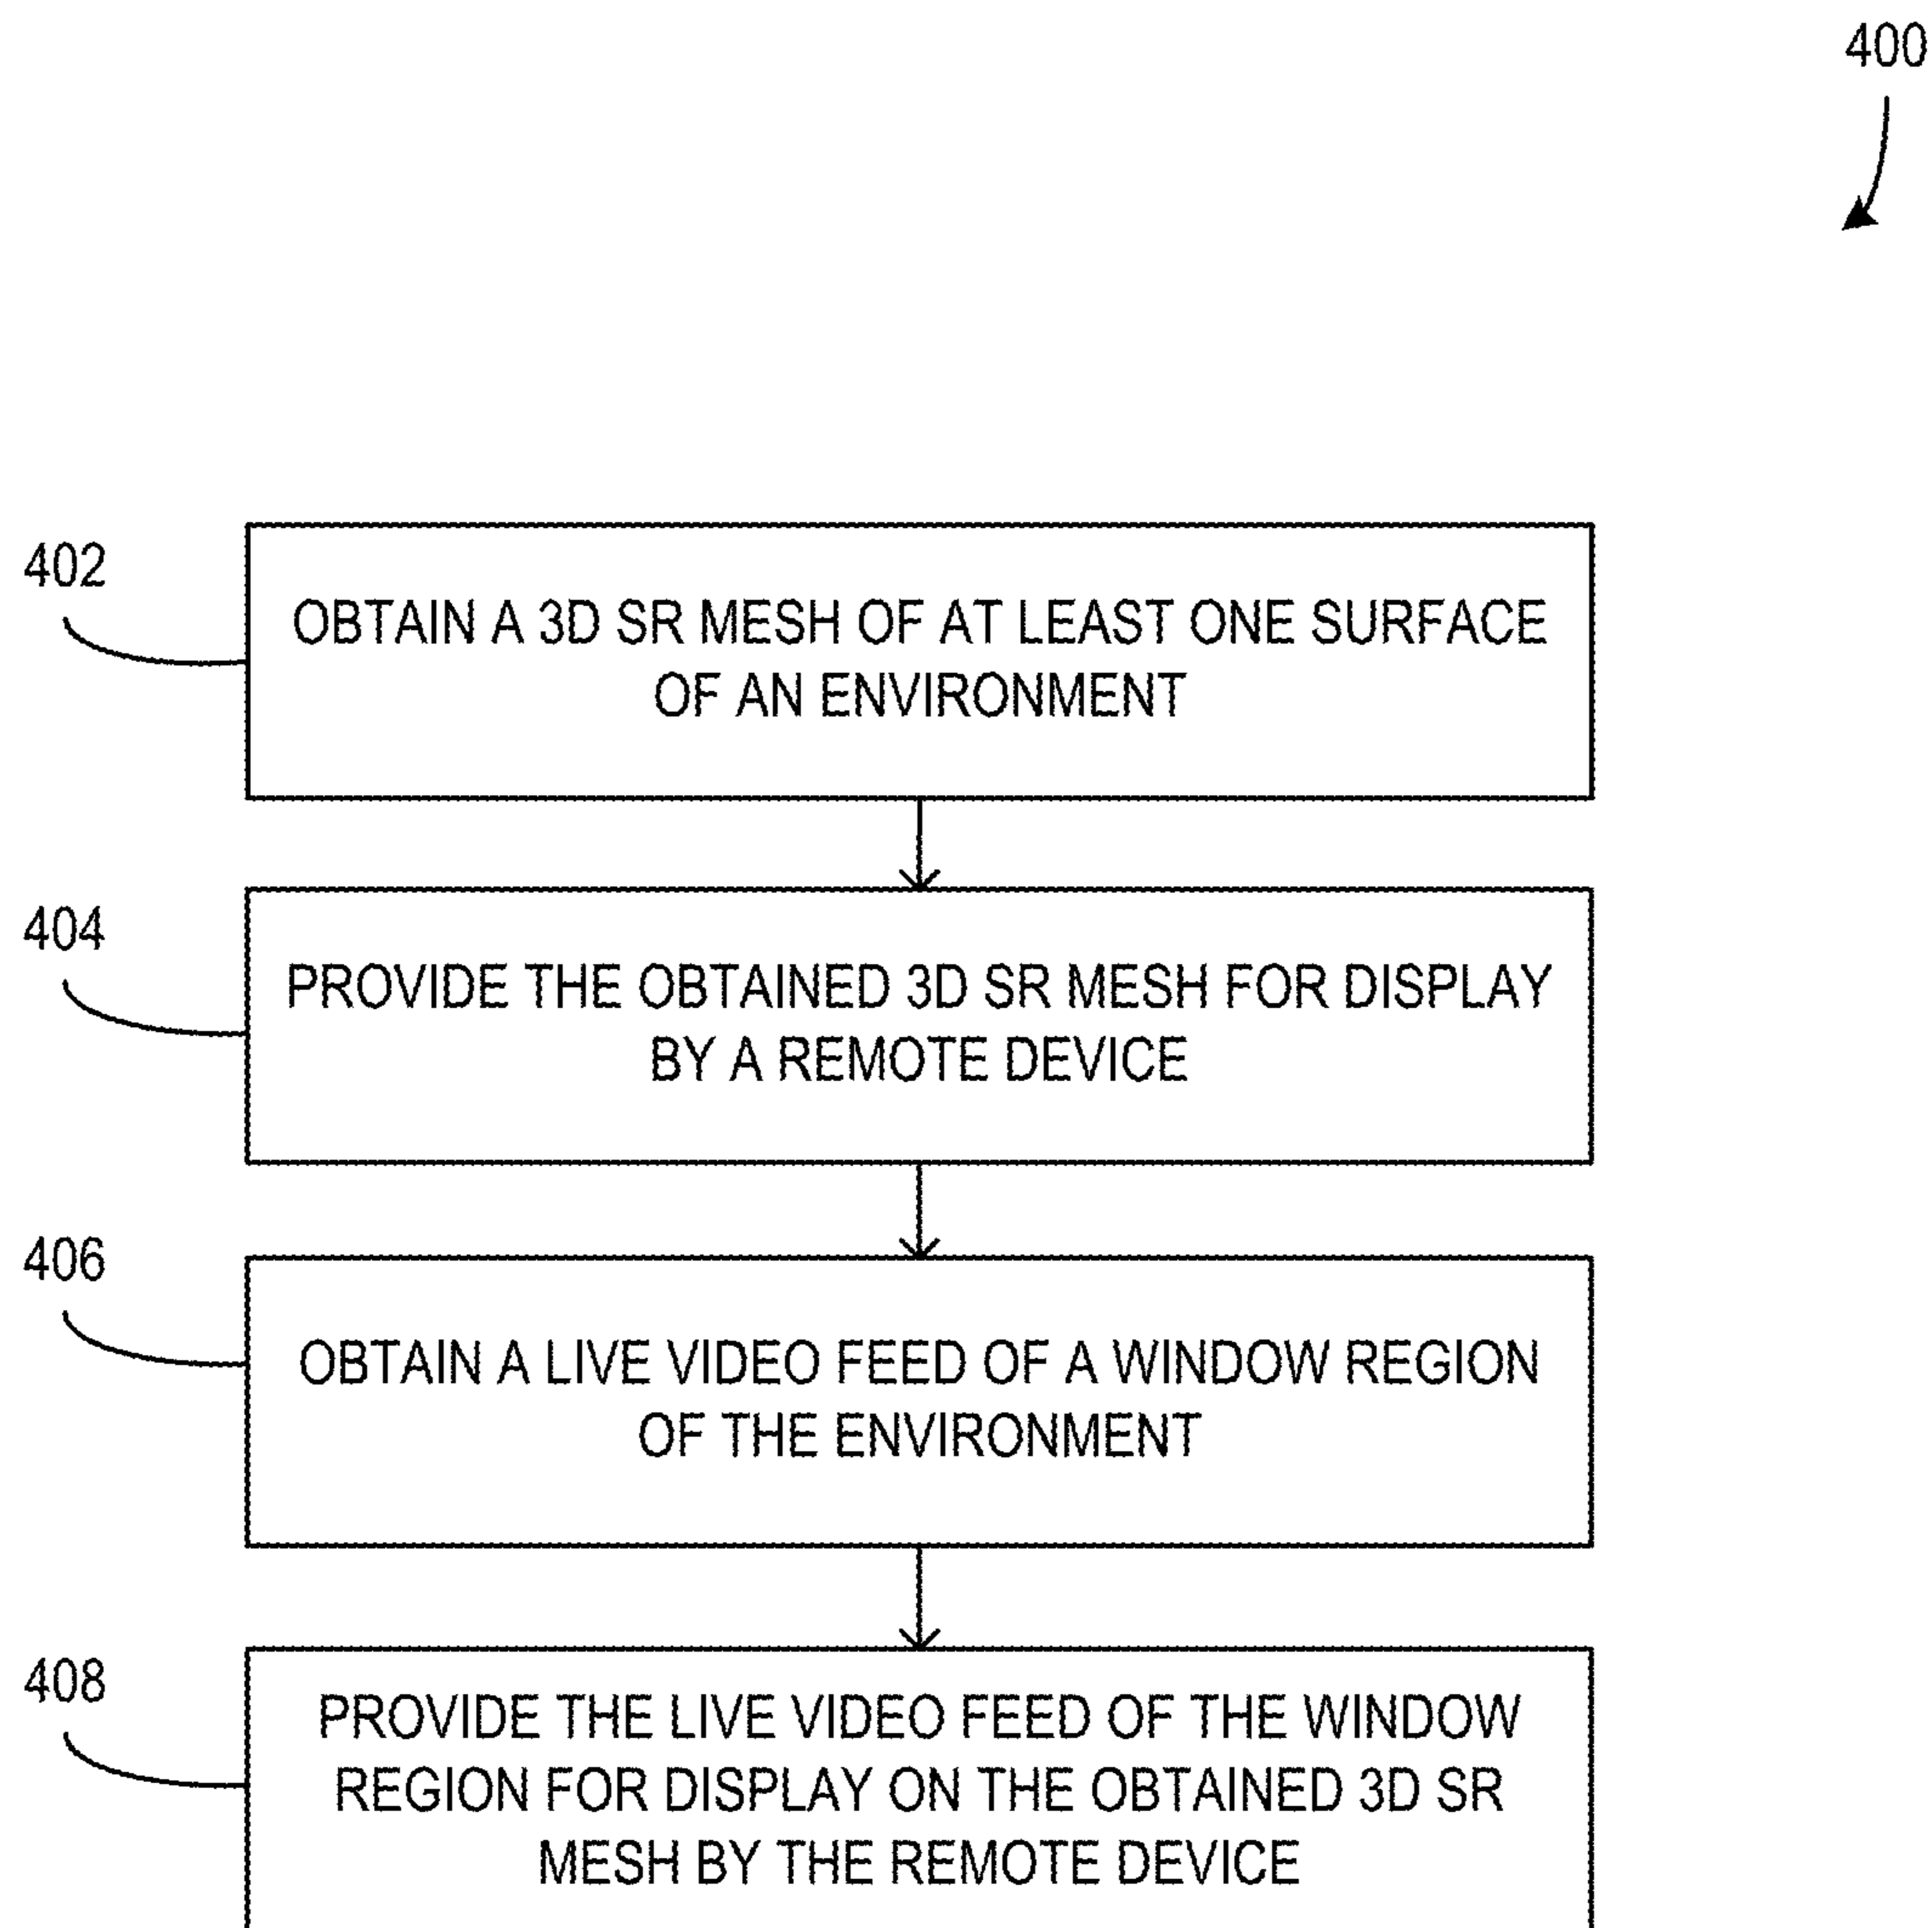 400
402
OBTAIN A 3D SR MESH OF AT LEAST ONE SURFACE
OF AN ENVIRONMENT
404
PROVIDE THE OBTAINED 3D SR MESH FOR DISPLAY
BY A REMOTE DEVICE
406
OBTAIN A LIVE VIDEO FEED OF A WINDOW REGION
OF THE ENVIRONMENT
408
PROVIDE THE LIVE VIDEO FEED OF THE WINDOW
REGION FOR DISPLAY ON THE OBTAINED 3D SR
MESH BY THE REMOTE DEVICE